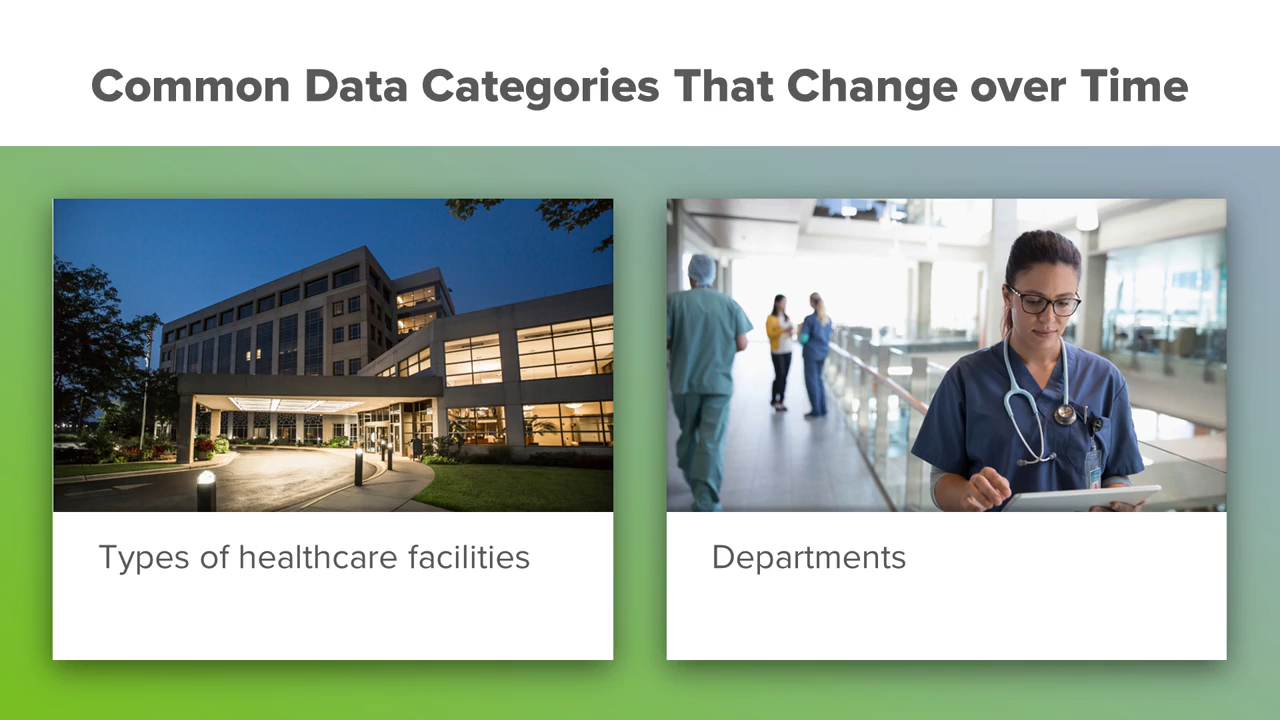 Common Data Categories That Change over Time
Types of healthcare facilities
Departments